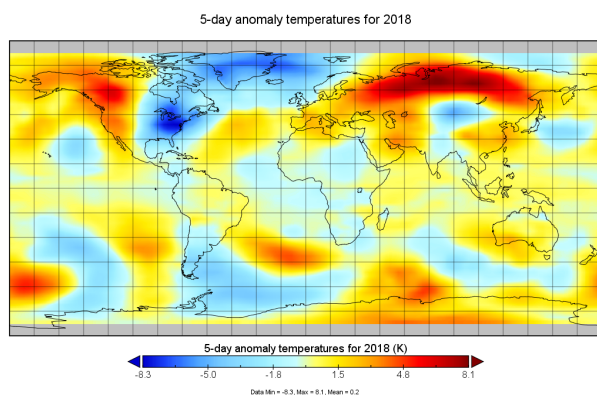 5-day anomaly temperatures for 2018
5-day anomaly temperatures for 2018 (K)
-8.3 -5.0 -1.8 1.5 4.8 8.1
Data Min = -8.3, Max = 8.1, Mean = 0.2